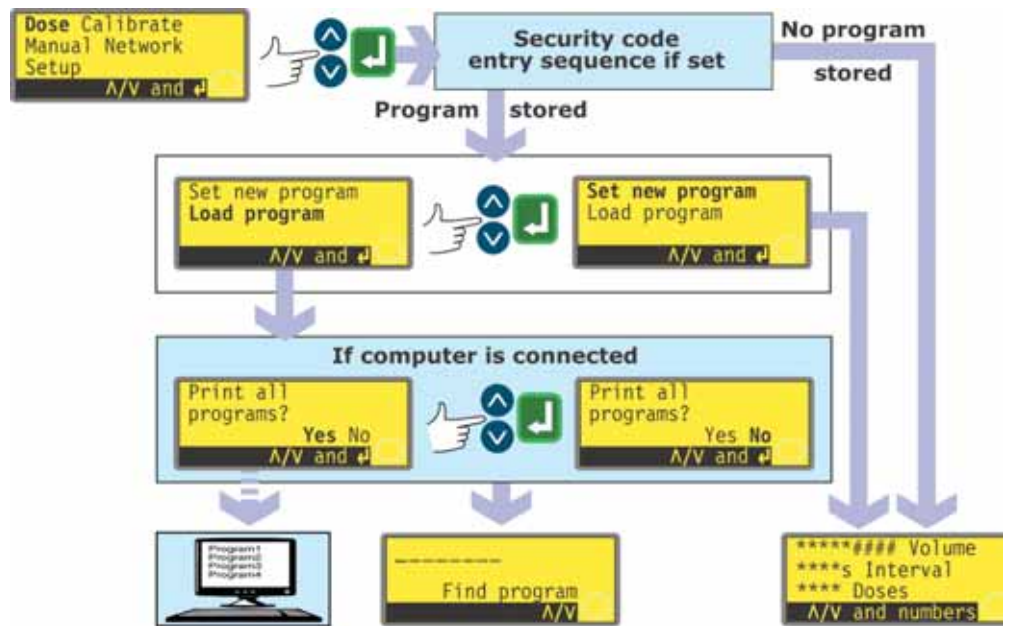 Dose Calibrate
Manual Network
Setup
∧/∨ and ↵
Security code
entry sequence if set
No program
stored
Program stored
Set new program
Load program
∧/∨ and ↵
Set new program
Load program
∧/∨ and ↵
If computer is connected
Print all
programs?
Yes No
∧/∨ and ↵
Print all
programs?
Yes No
∧/∨ and ↵
Program1
Program2
Program3
Program4
Find program
∧/∨
*****#### Volume
****s Interval
**** Doses
∧/∨ and numbers